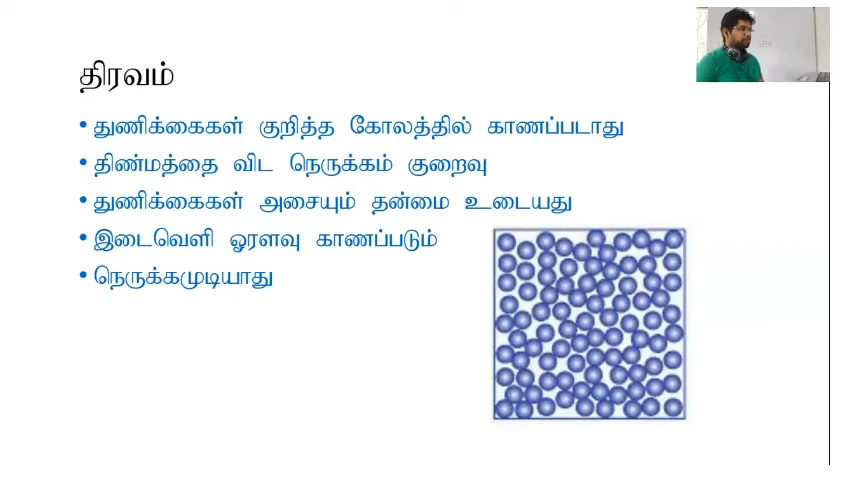 திரவம்
• துணிக்கைகள் குறித்த கோலத்தில் காணப்படாது
• திண்மத்தை விட நெருக்கம் குறைவு
• துணிக்கைகள் அசையும் தன்மை உடையது
• இடைவெளி ஓரளவு காணப்படும்
• நெருக்கமுடியாது